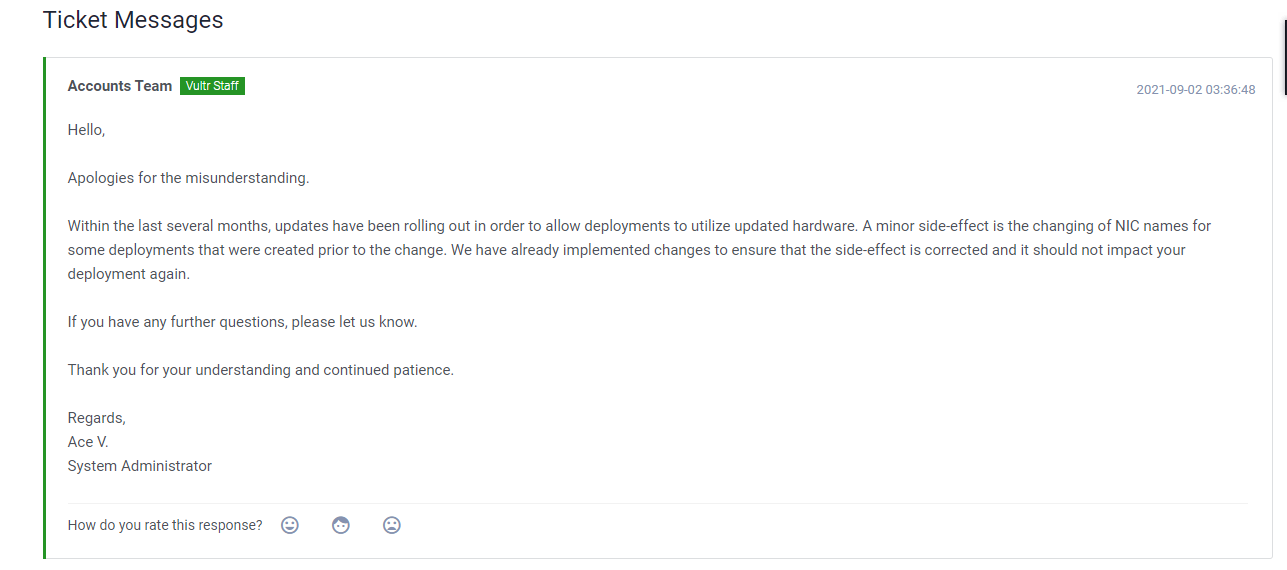 Ticket Messages
Accounts Team Vultr Staff
2021-09-02 03:36:48
Hello,
Apologies for the misunderstanding.
Within the last several months, updates have been rolling out in order to allow deployments to utilize updated hardware. A minor side-effect is the changing of NIC names for
some deployments that were created prior to the change. We have already implemented changes to ensure that the side-effect is corrected and it should not impact your
deployment again.
If you have any further questions, please let us know.
Thank you for your understanding and continued patience.
Regards,
Ace V.
System Administrator
How do you rate this response?